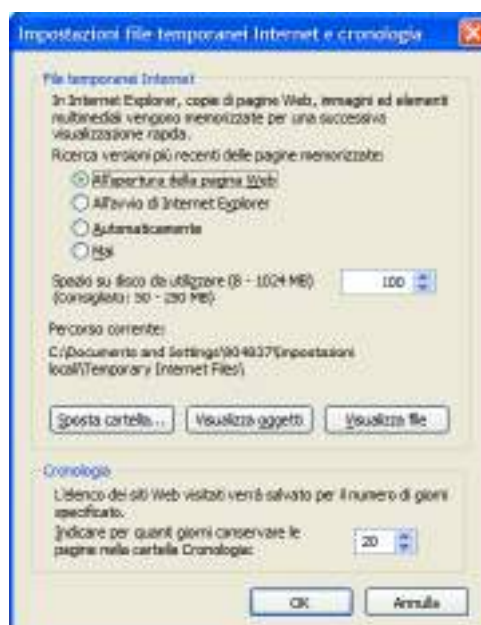 Impostazioni file temporanei Internet e cronologia
File temporanei Internet
In Internet Explorer, copie di pagine Web, immagini ed elementi
multimediali vengono memorizzate per una successiva
visualizzazione rapida.
Ricerca versioni più recenti delle pagine memorizzate:
All'apertura della pagina Web
All'avvio di Internet Explorer
Automaticamente
Mai
Spazio su disco da utilizzare (8 - 1024 MB) 100
(Consigliato: 50 - 250 MB)
Percorso corrente:
C:\Documents and Settings\904837\Impostazioni
locali\Temporary Internet Files\
Sposta cartella... Visualizza oggetti Visualizza file
Cronologia
L'elenco dei siti Web visitati verrà salvato per il numero di giorni
specificato.
Indicare per quanti giorni conservare le
pagine nella cartella Cronologia: 20
OK Annulla